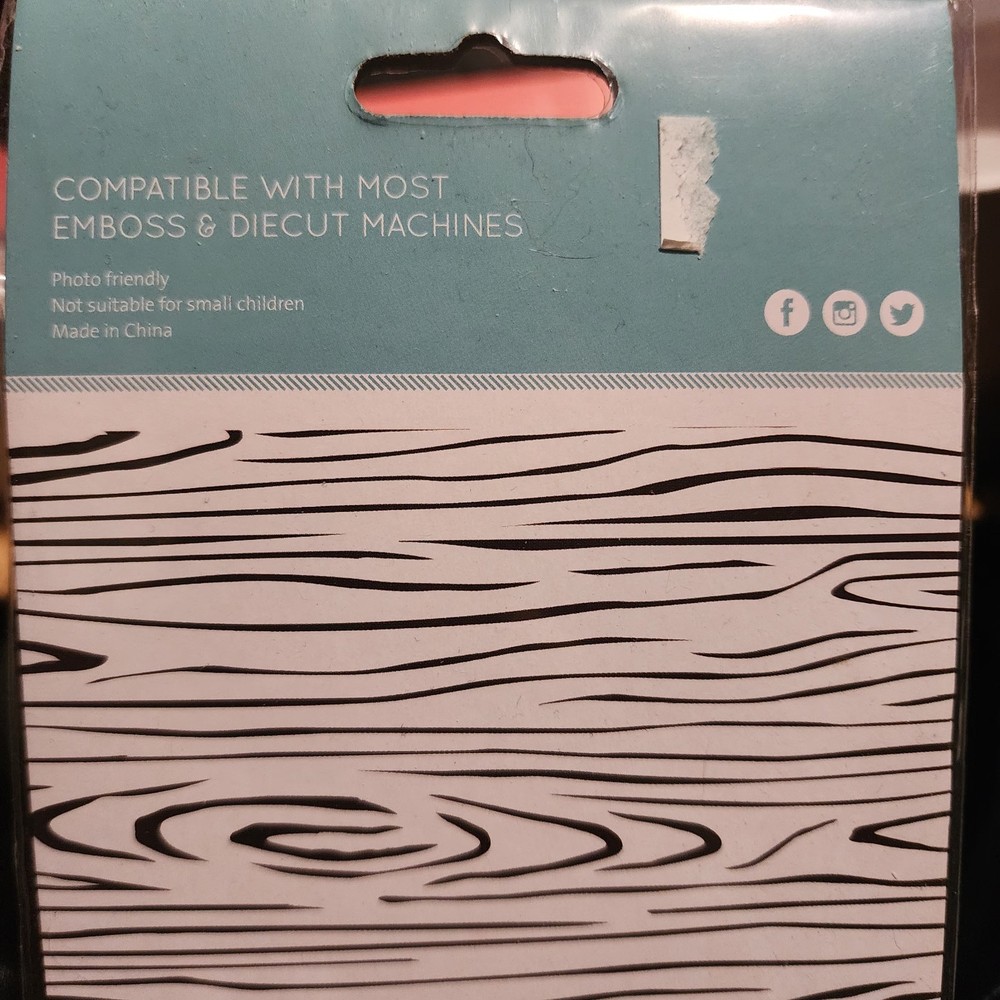 COMPATIBLE WITH MOST
EMBOSS & DIECUT MACHINES
Photo friendly
Not suitable for small children
Made in China